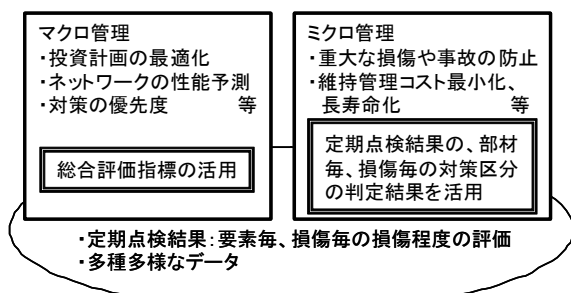 マクロ管理
・投資計画の最適化
・ネットワークの性能予測
・対策の優先度　　　等
総合評価指標の活用
ミクロ管理
・重大な損傷や事故の防止
・維持管理コスト最小化、
長寿命化　　　等
定期点検結果の、部材
毎、損傷毎の対策区分
の判定結果を活用
・定期点検結果：要素毎、損傷毎の損傷程度の評価
・多種多様なデータ